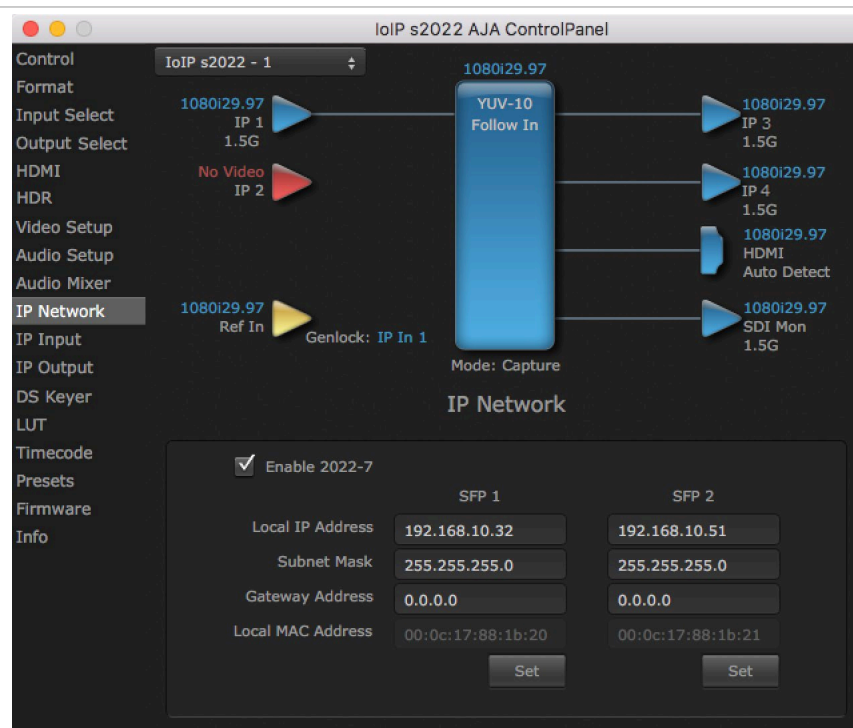 IoIP s2022 AJA ControlPanel
Control
Format
Input Select
Output Select
HDMI
HDR
Video Setup
Audio Setup
Audio Mixer
IP Network
IP Input
IP Output
DS Keyer
LUT
Timecode
Presets
Firmware
Info
IoIP s2022 - 1
1080i29.97
IP 1
1.5G
No Video
IP 2
1080i29.97
Ref In
Genlock: IP In 1
1080i29.97
YUV-10
Follow In
Mode: Capture
1080i29.97
IP 3
1.5G
1080i29.97
IP 4
1.5G
1080i29.97
HDMI
Auto Detect
1080i29.97
SDI Mon
1.5G
IP Network
Enable 2022-7
SFP 1 SFP 2
Local IP Address 192.168.10.32 192.168.10.51
Subnet Mask 255.255.255.0 255.255.255.0
Gateway Address 0.0.0.0 0.0.0.0
Local MAC Address 00:0c:17:88:1b:20 00:0c:17:88:1b:21
Set Set